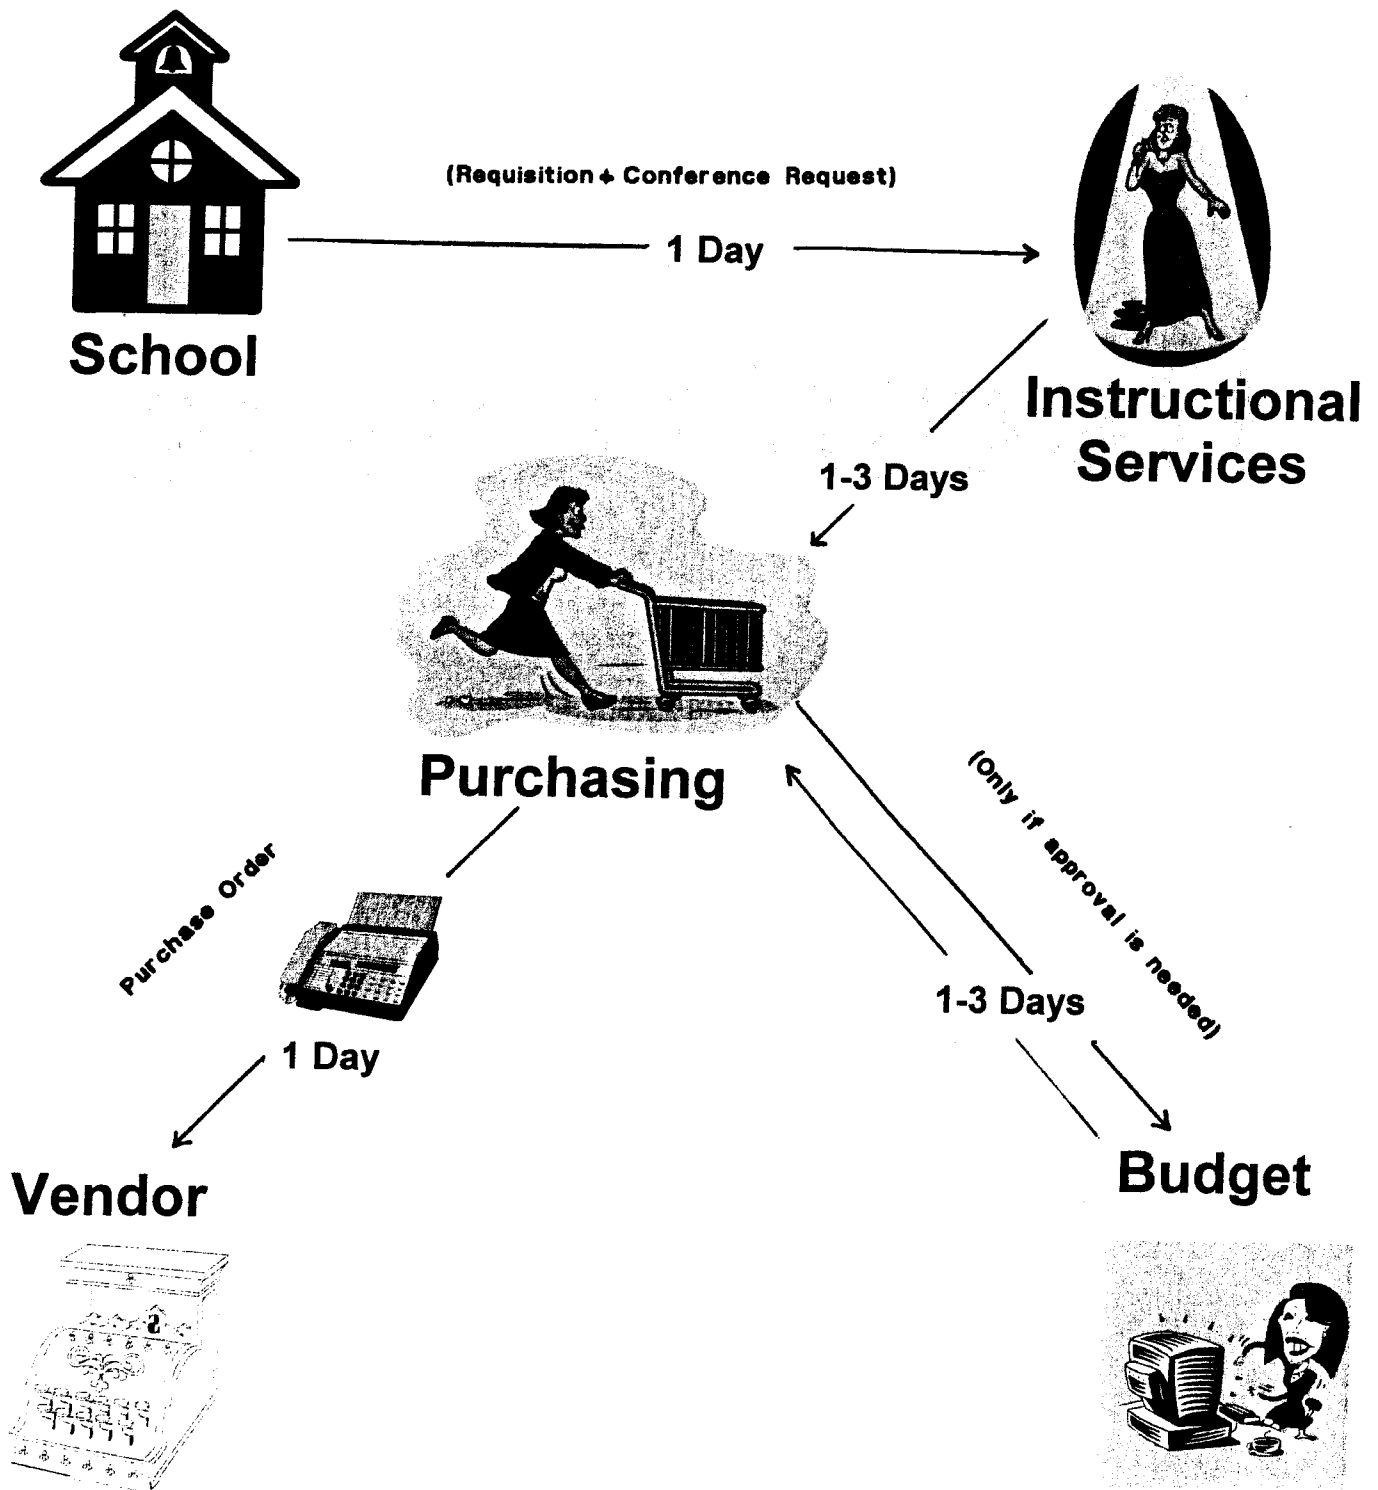 (Requisition + Conference Request)
1 Day
School
Instructional
Services
1-3 Days
Purchasing
(Only if approval is needed)
Purchase Order
1-3 Days
1 Day
Vendor
Budget
$